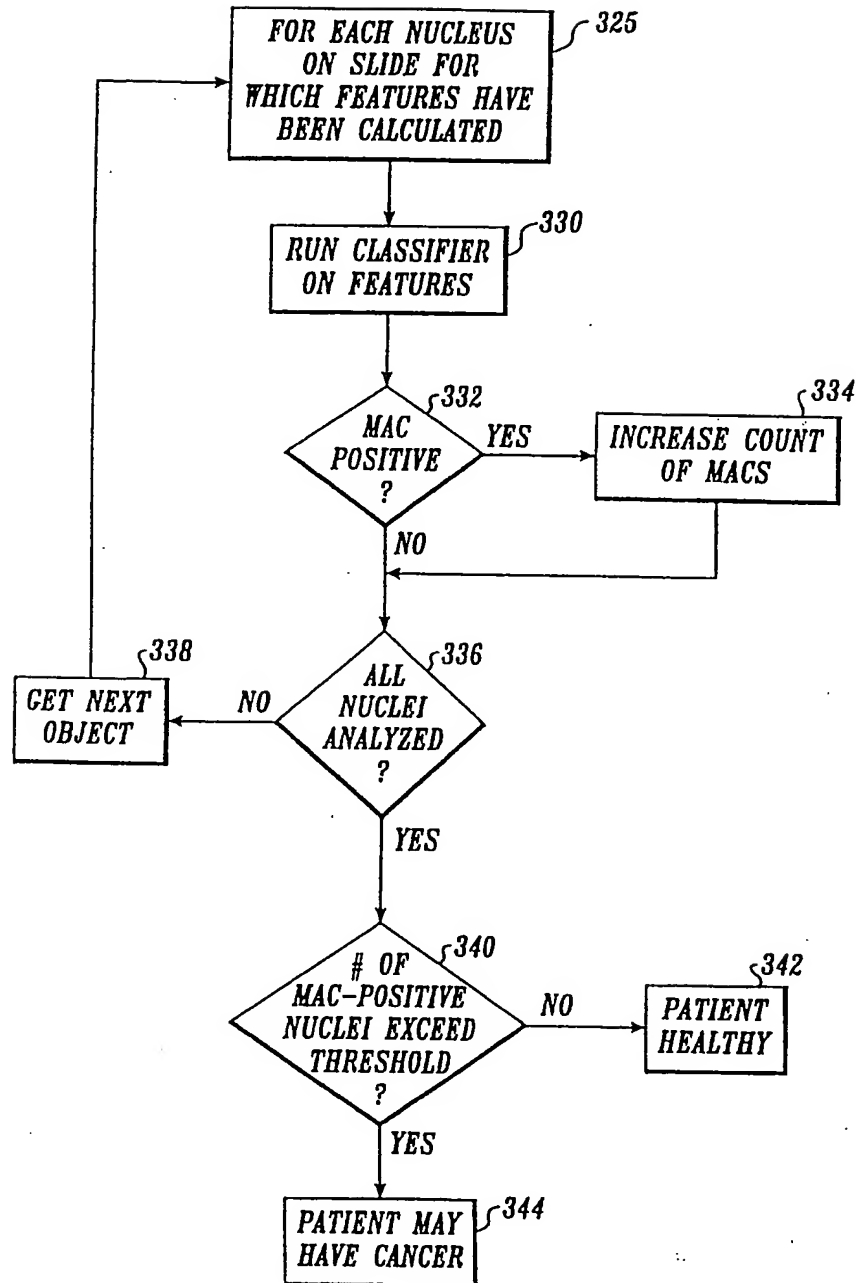 FOR EACH NUCLEUS
ON SLIDE FOR
WHICH FEATURES HAVE
BEEN CALCULATED
325
RUN CLASSIFIER
ON FEATURES
330
MAC
POSITIVE
?
332
YES
INCREASE COUNT
OF MACS
334
NO
ALL
NUCLEI
ANALYZED
?
336
NO
GET NEXT
OBJECT
338
YES
# OF
MAC-POSITIVE
NUCLEI EXCEED
THRESHOLD
?
340
NO
PATIENT
HEALTHY
342
YES
PATIENT MAY
HAVE CANCER
344